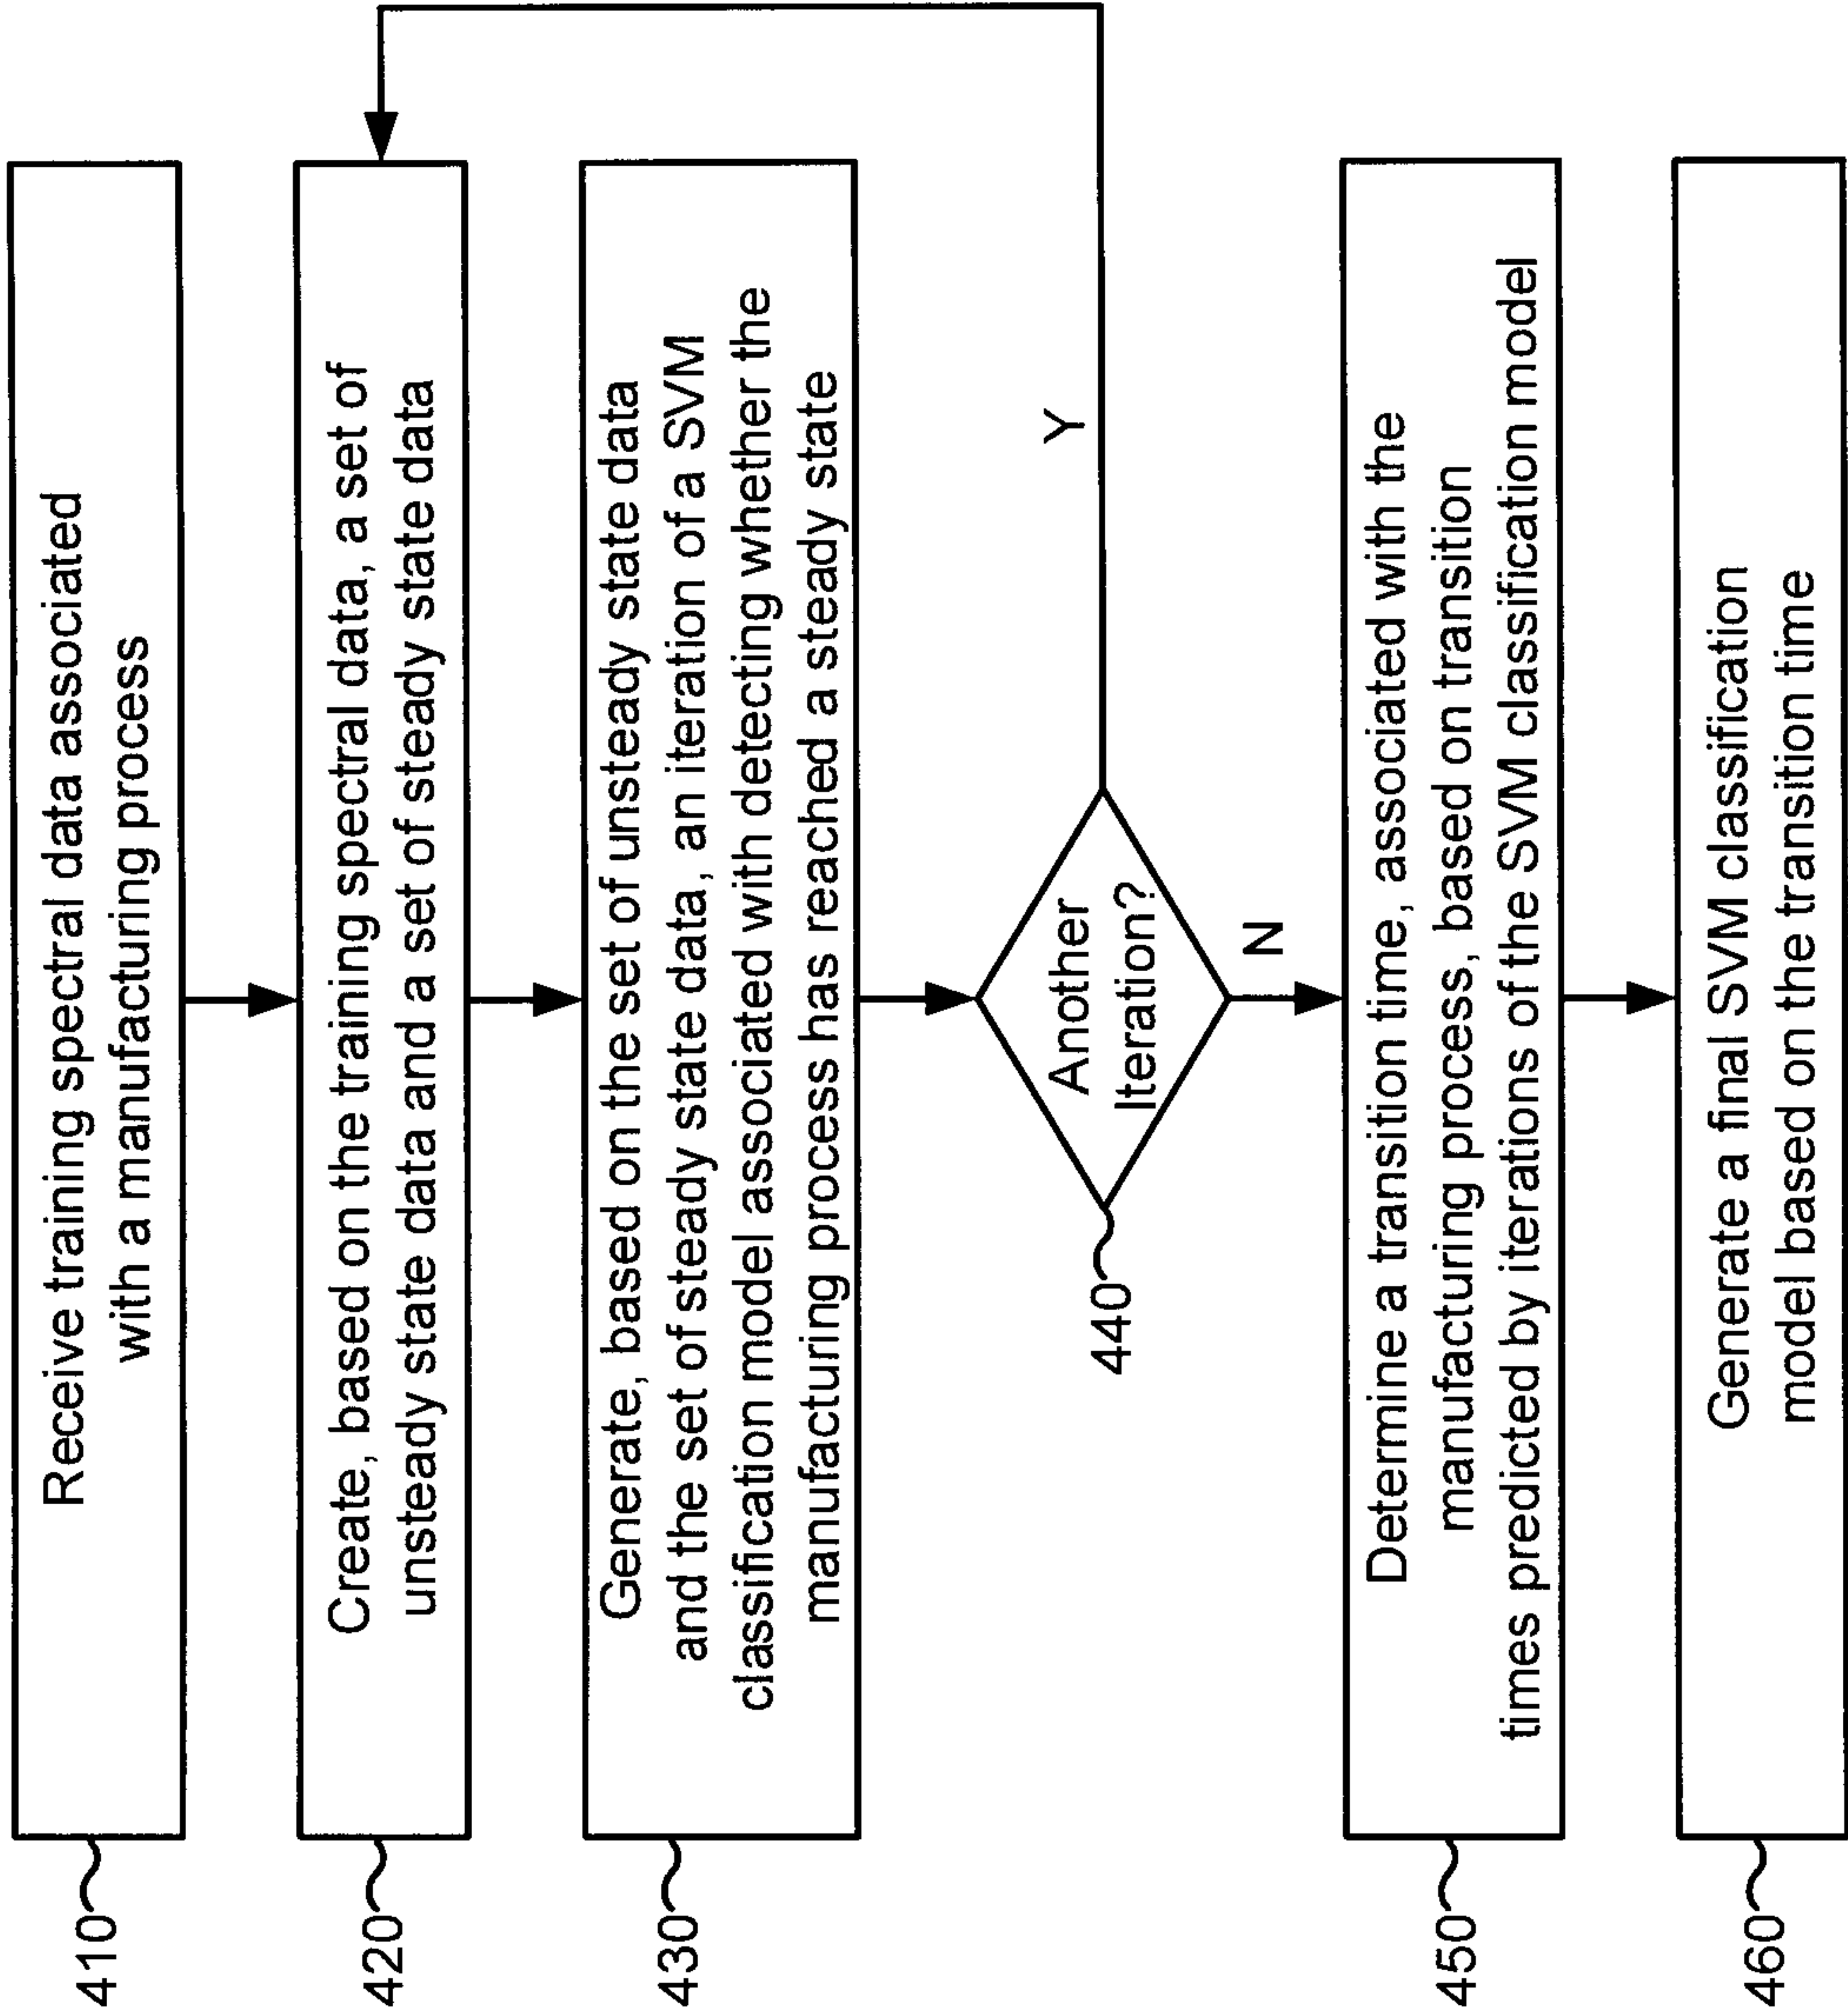 410
Receive training spectral data associated
with a manufacturing process
420
Create, based on the training spectral data, a set of
unsteady state data and a set of steady state data
430
Generate, based on the set of unsteady state data
and the set of steady state data, an iteration of a SVM
classification model associated with detecting whether the
manufacturing process has reached a steady state
440
Another
Iteration?
Y
N
450
Determine a transition time, associated with the
manufacturing process, based on transition
times predicted by iterations of the SVM classification model
460
Generate a final SVM classification
model based on the transition time